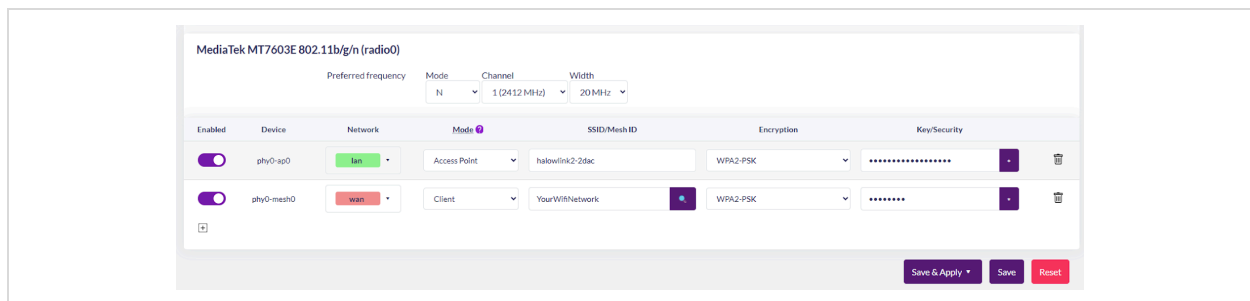 MediaTek MT7603E 802.11b/g/n (radio0)
Preferred frequency Mode Channel Width
N 1 (2412 MHz) 20 MHz
Enabled Device Network Mode ? SSID/Mesh ID Encryption Key/Security
phy0-ap0 lan Access Point halowlink2-2dac WPA2-PSK •••••••••••••••••
phy0-mesh0 wan Client YourWifiNetwork WPA2-PSK ••••••••
Save & Apply Save Reset